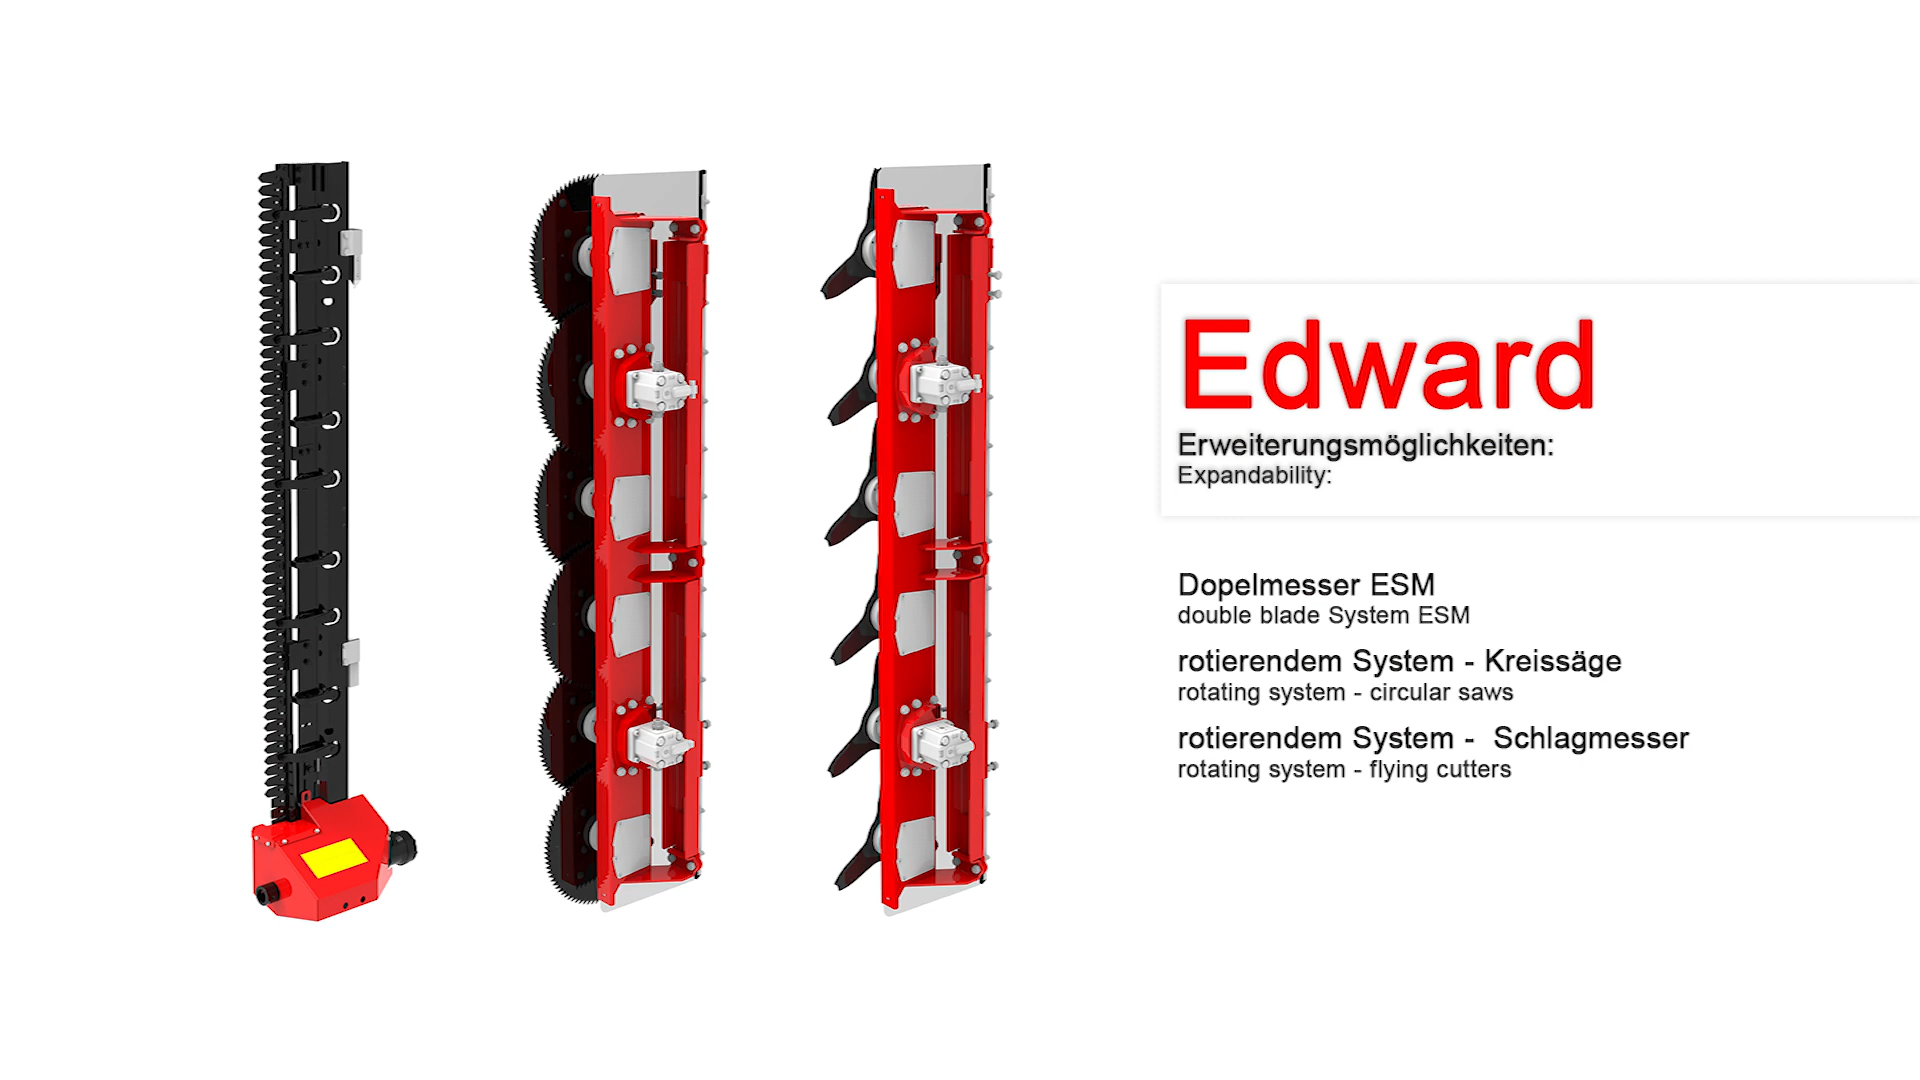 Edward
Erweiterungsmöglichkeiten:
Expandability:
Dopelmesser ESM
double blade System ESM
rotierendem System - Kreissäge
rotating system - circular saws
rotierendem System -  Schlagmesser
rotating system - flying cutters